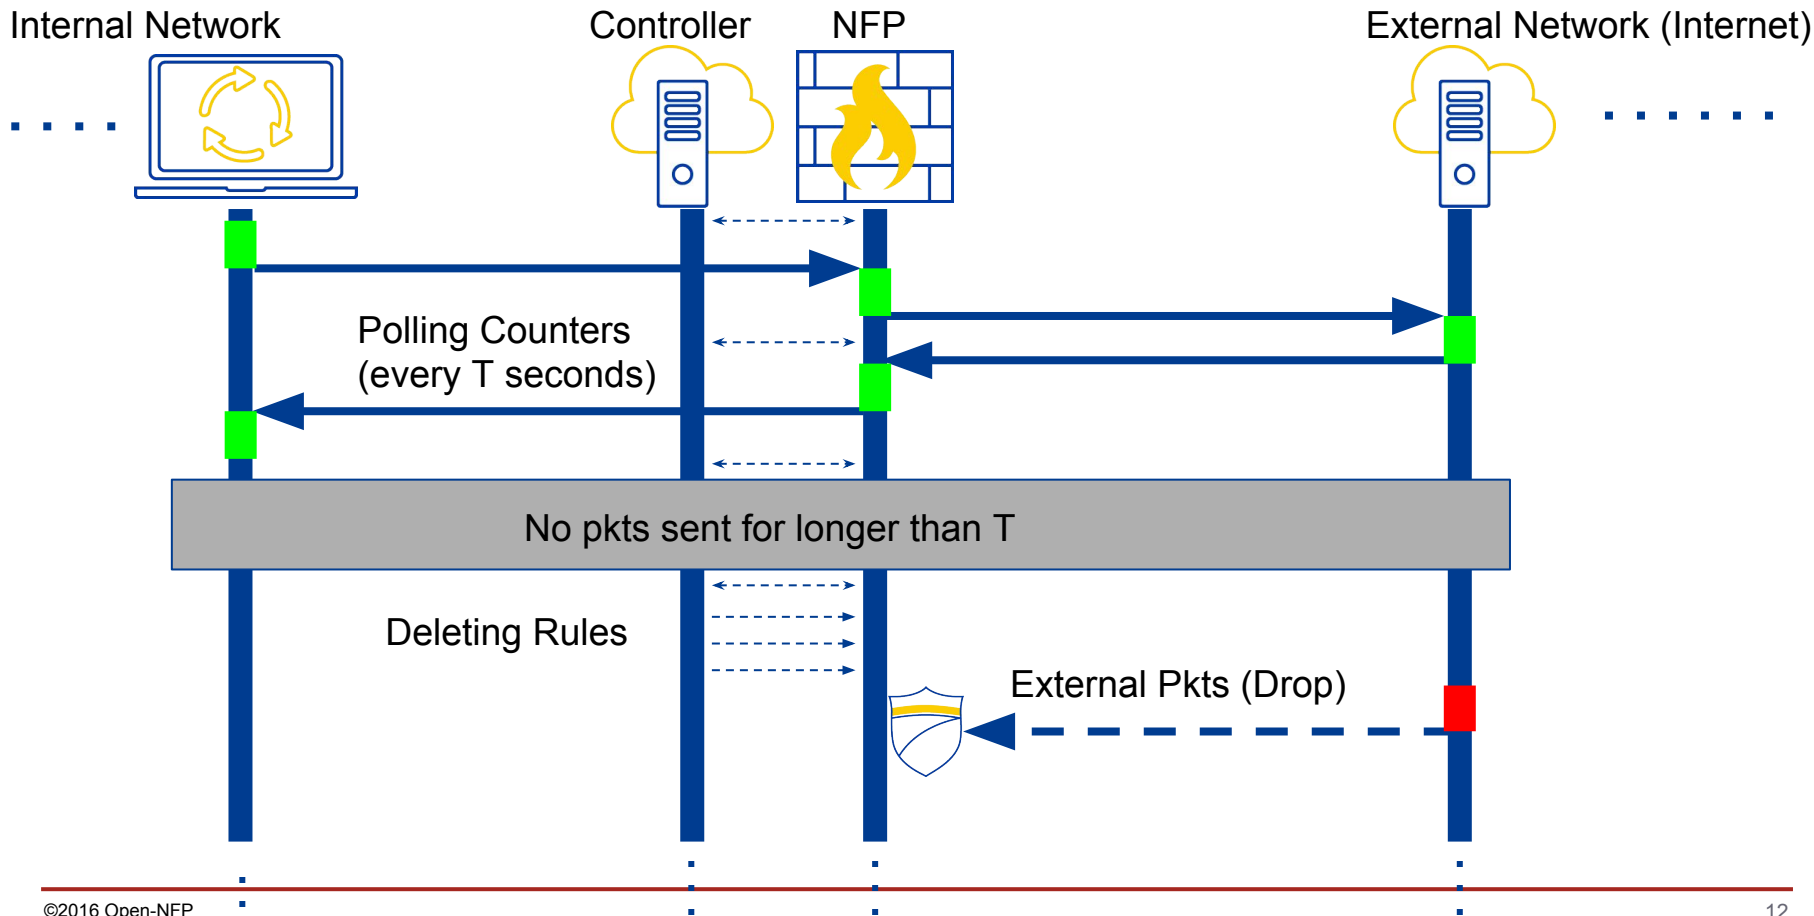 Internal Network
Controller
NFP
External Network (Internet)
Polling Counters
(every T seconds)
No pkts sent for longer than T
Deleting Rules
External Pkts (Drop)
©2016 Open-NFP
12